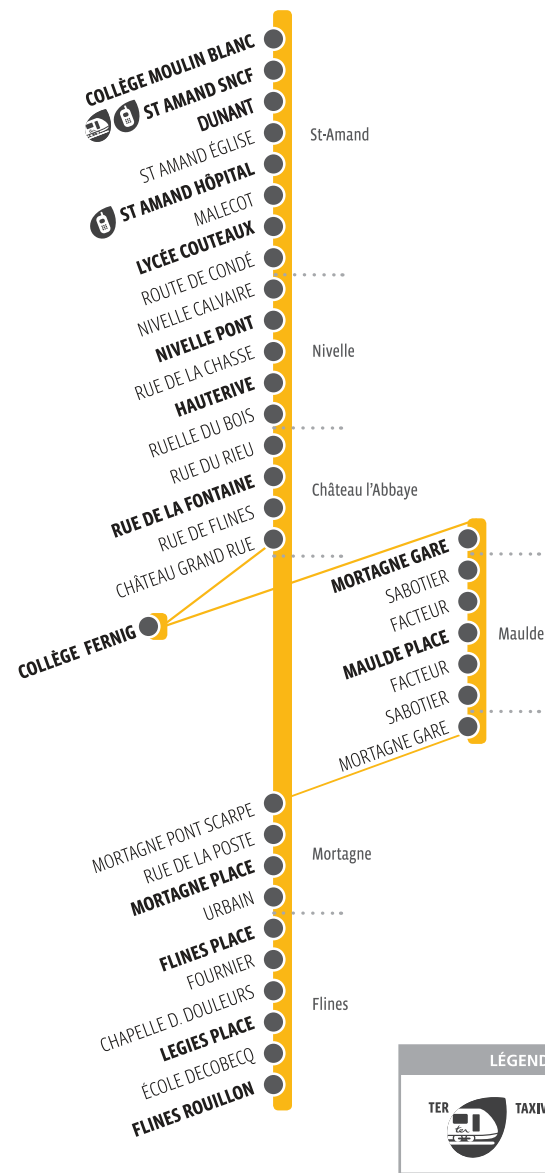 COLLÈGE MOULIN BLANC
ST AMAND SNCF
DUNANT
ST AMAND ÉGLISE
St-Amand
ST AMAND HÔPITAL
MALECOT
LYCÉE COUTEAUX
ROUTE DE CONDÉ
NIVELLE CALVAIRE
NIVELLE PONT
Nivelle
RUE DE LA CHASSE
HAUTERIVE
RUELLE DU BOIS
RUE DU RIEU
Château l'Abbaye
RUE DE LA FONTAINE
RUE DE FLINES
CHÂTEAU GRAND RUE
COLLÈGE FERNIG
MORTAGNE GARE
SABOTIER
FACTEUR
MAULDE PLACE
Maulde
FACTEUR
SABOTIER
MORTAGNE GARE
MORTAGNE PONT SCARPE
RUE DE LA POSTE
Mortagne
MORTAGNE PLACE
URBAIN
FLINES PLACE
FOURNIER
CHAPELLE D. DOULEURS
Flines
LEGIES PLACE
ÉCOLE DECOBECQ
FLINES ROUILLON
LÉGEND
TER ter TAXI